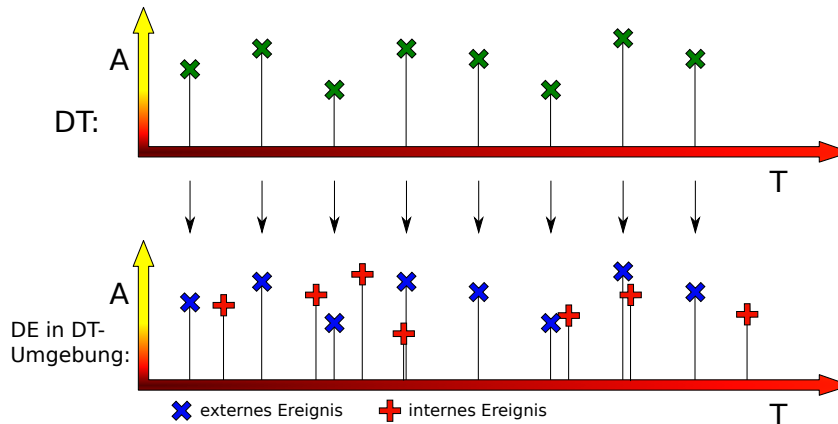 A
DT:
T
A
DE in DT-
Umgebung:
externes Ereignis
internes Ereignis
T